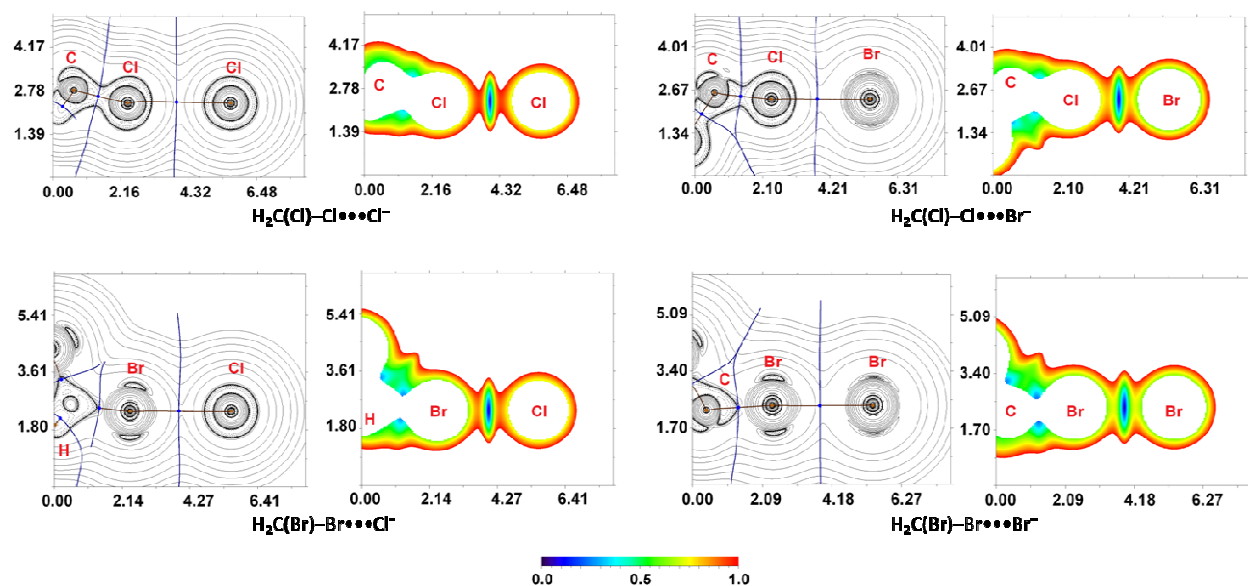 4.17
2.78
1.39
C
Cl
Cl
0.00 2.16 4.32 6.48
4.17
2.78
1.39
C
Cl
Cl
0.00 2.16 4.32 6.48
H₂C(Cl)–Cl•••Cl⁻
4.01
2.67
1.34
C
Cl
Br
0.00 2.10 4.21 6.31
4.01
2.67
1.34
C
Cl
Br
0.00 2.10 4.21 6.31
H₂C(Cl)–Cl•••Br⁻
5.41
3.61
1.80
Br
Cl
H
0.00 2.14 4.27 6.41
5.41
3.61
1.80
H
Br
Cl
0.00 2.14 4.27 6.41
H₂C(Br)–Br•••Cl⁻
5.09
3.40
1.70
C
Br
Br
0.00 2.09 4.18 6.27
5.09
3.40
1.70
C
Br
Br
0.00 2.09 4.18 6.27
H₂C(Br)–Br•••Br⁻
0.0 0.5 1.0